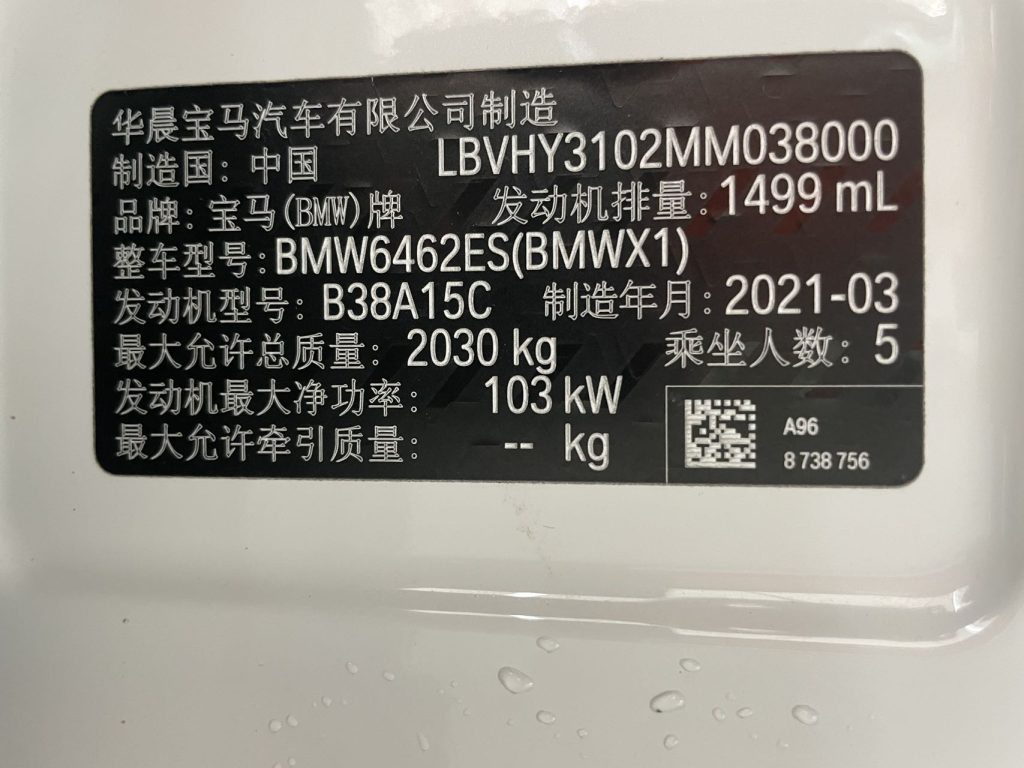 华晨宝马汽车有限公司制造
制造国：中国 LBVHY3102MM038000
品牌：宝马(BMW)牌 发动机排量：1499 mL
整车型号：BMW6462ES(BMWX1)
发动机型号：B38A15C 制造年月：2021-03
最大允许总质量：2030 kg 乘坐人数：5
发动机最大净功率：103 kW
最大允许牵引质量：-- kg
A96
8 738 756